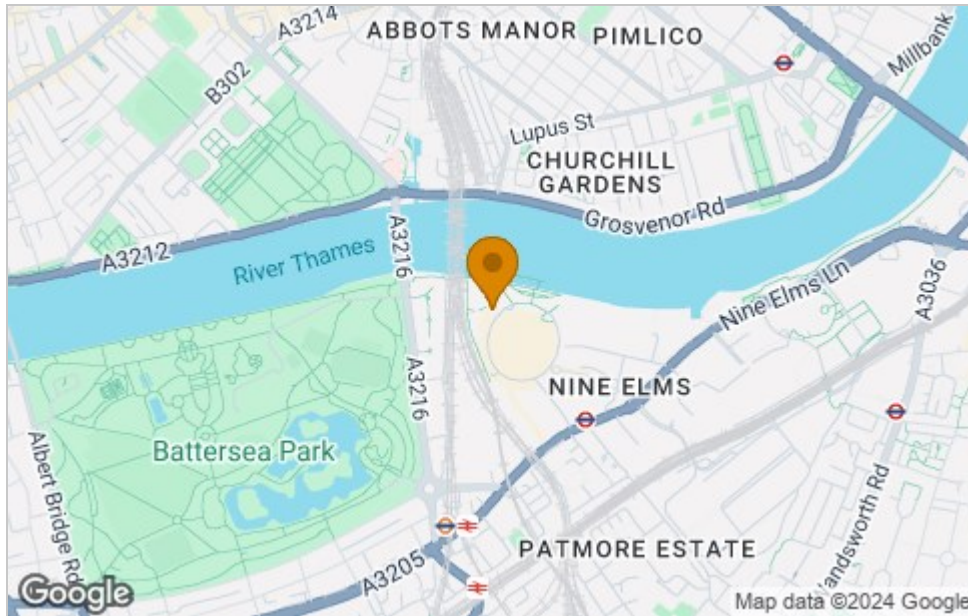 A3214
ABBOTS MANOR
PIMLICO
Millbank
B302
Lupus St
CHURCHILL
GARDENS
Grosvenor Rd
A3212
River Thames
A3216
Nine Elms Ln
A3036
NINE ELMS
A3216
Battersea Park
Albert Bridge Rd
A3205
PATMORE ESTATE
andsworth Rd
Google
Map data ©2024 Google